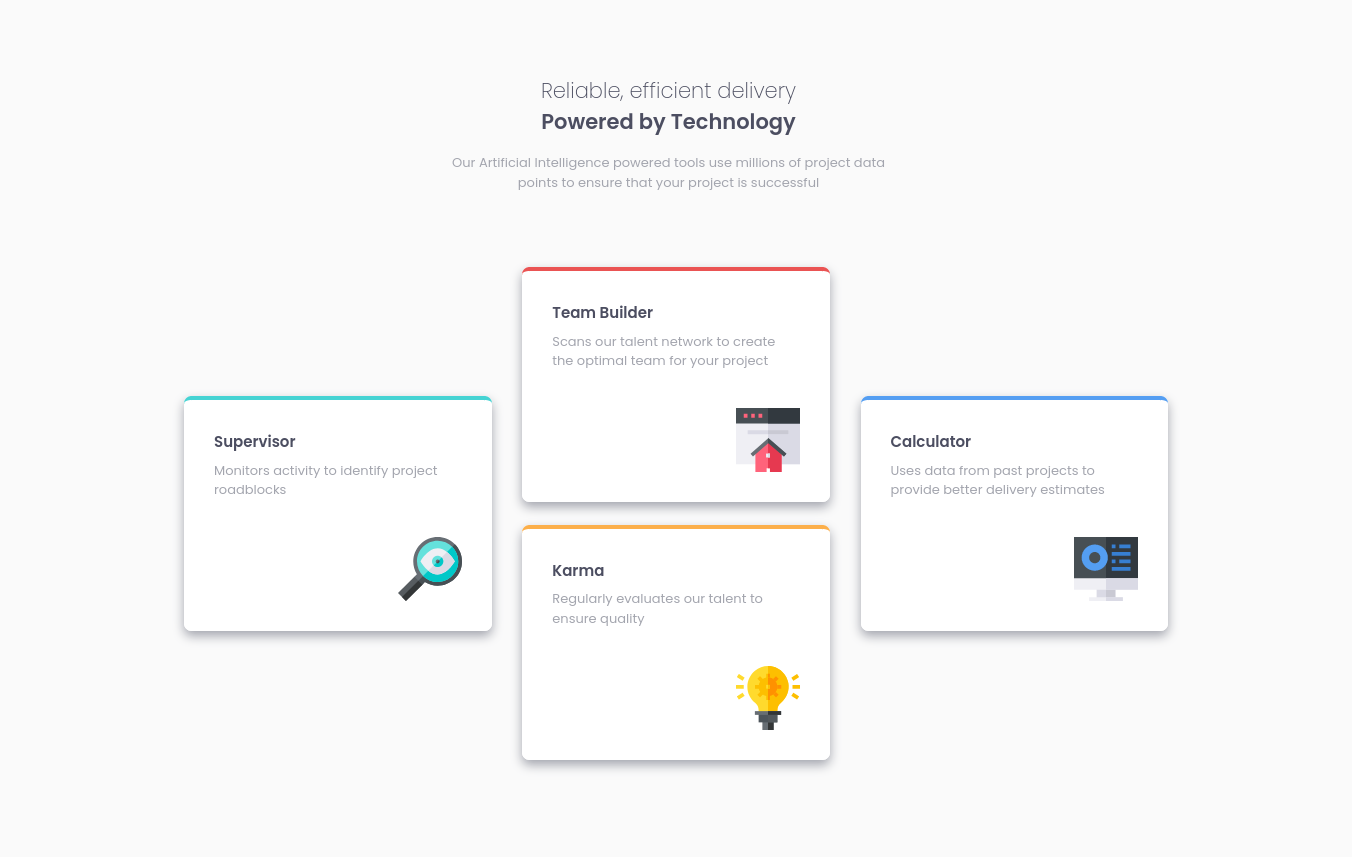 Reliable, efficient delivery
Powered by Technology
Our Artificial Intelligence powered tools use millions of project data
points to ensure that your project is successful
Team Builder
Scans our talent network to create
the optimal team for your project
Supervisor
Monitors activity to identify project
roadblocks
Calculator
Uses data from past projects to
provide better delivery estimates
Karma
Regularly evaluates our talent to
ensure quality